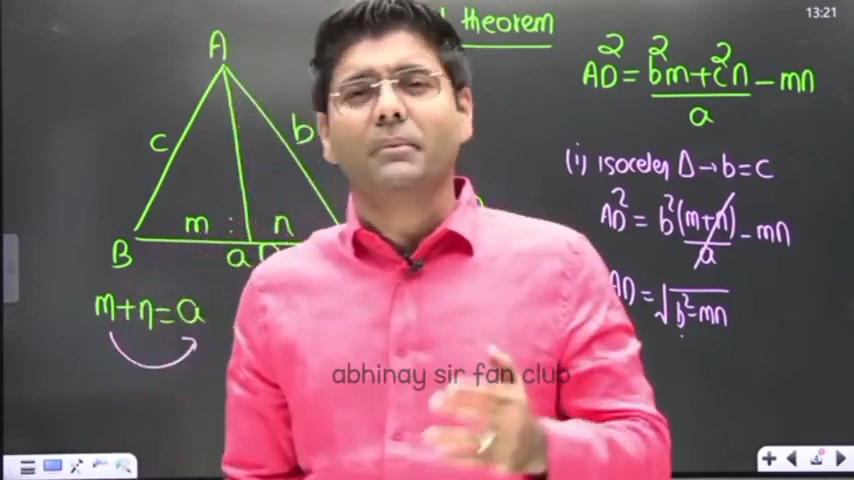 13:21
theorem
A
c
b
m : n
B
a D
m+n=a
AD² = b²m+c²n/a - mn
(i) isoceles Δ → b=c
AD² = b²(m+n)/a - mn
AD = √b²-mn
abhinay sir fan club